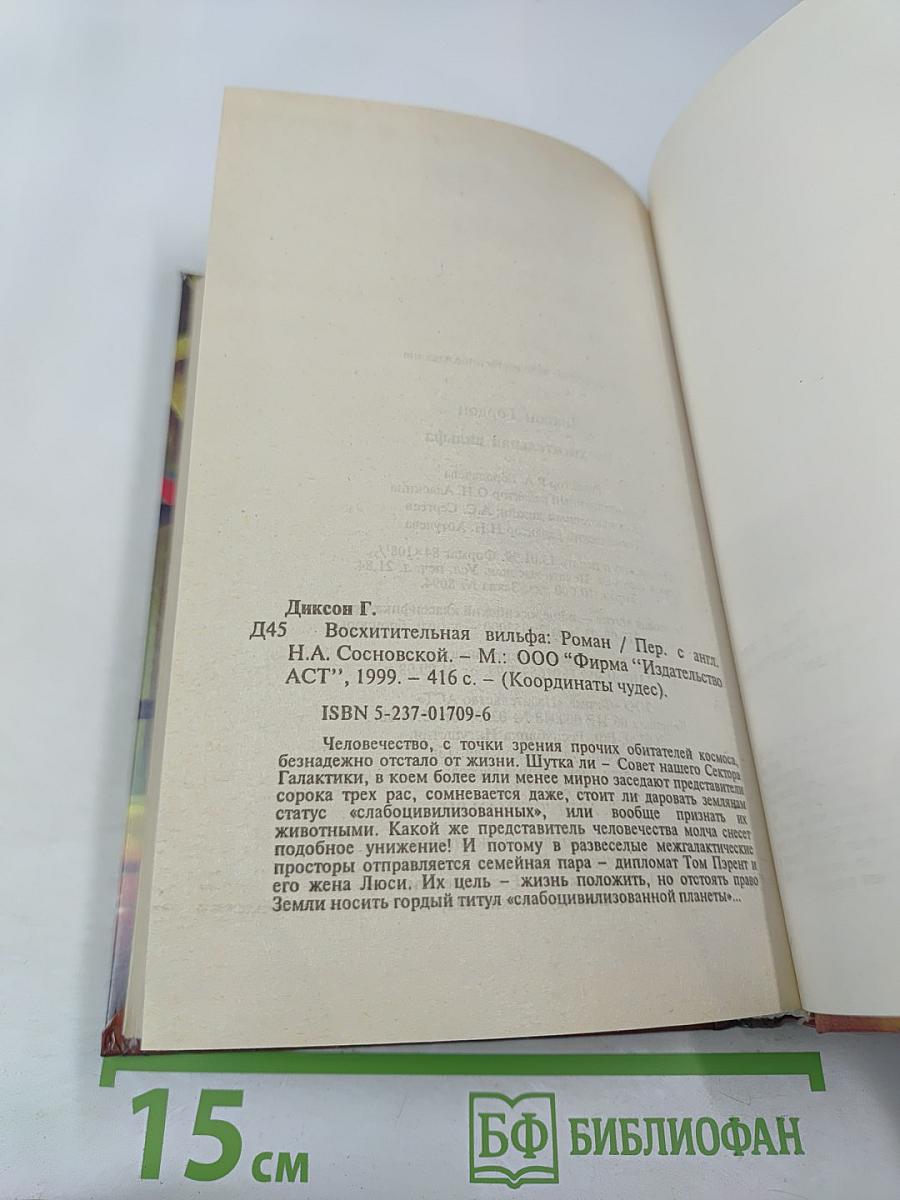 Диксон Г.
Д45 Восхитительная вильфа: Роман / Пер. с англ.
Н.А. Сосновской. – М.: ООО "Фирма "Издательство
АСТ", 1999. – 416 с. – (Координаты чудес).
ISBN 5-237-01709-6
Человечество, с точки зрения прочих обитателей космоса,
безнадежно отстало от жизни. Шутка ли – Совет нашего Сектора
Галактики, в коем более или менее мирно заседают представители
сорока трех рас, сомневается даже, стоит ли даровать землянам
статус «слабоцивилизованных», или вообще признать их
животными. Какой же представитель человечества молча снесет
подобное унижение! И потому в развеселые межгалактические
просторы отправляется семейная пара – дипломат Том Пэрент и
его жена Люси. Их цель – жизнь положить, но отстоять право
Земли носить гордый титул «слабоцивилизованной планеты»...
15 см
БФ БИБЛИОФАН